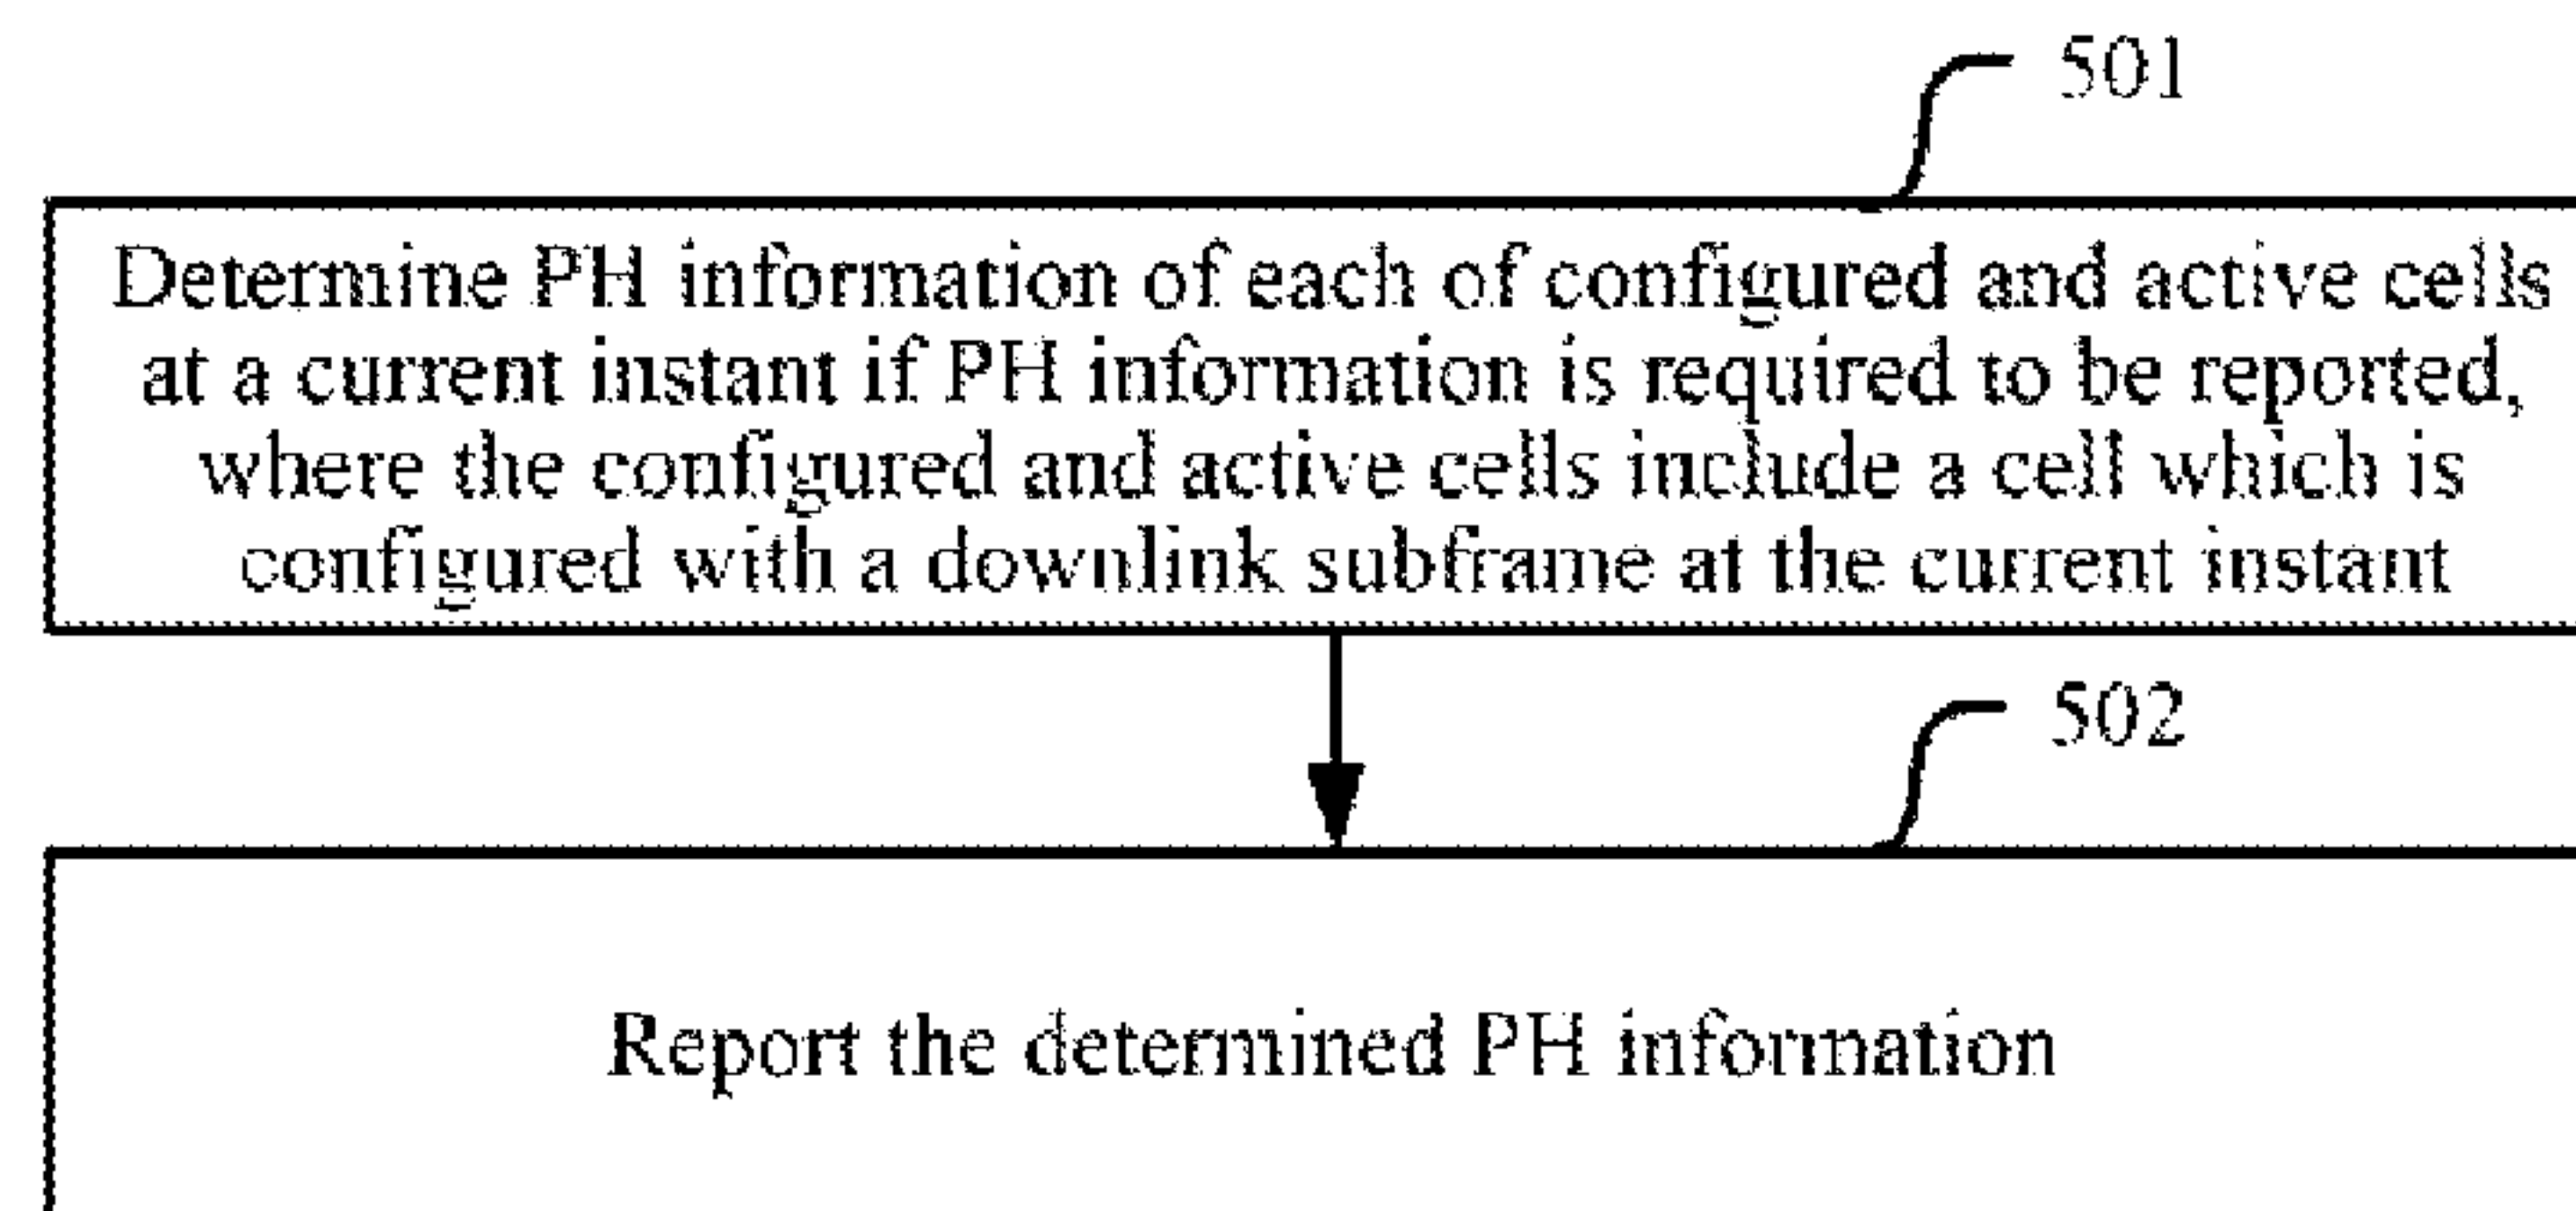 501
Determine PH information of each of configured and active cells
at a current instant if PH information is required to be reported,
where the configured and active cells include a cell which is
configured with a downlink subframe at the current instant
502
Report the determined PH information